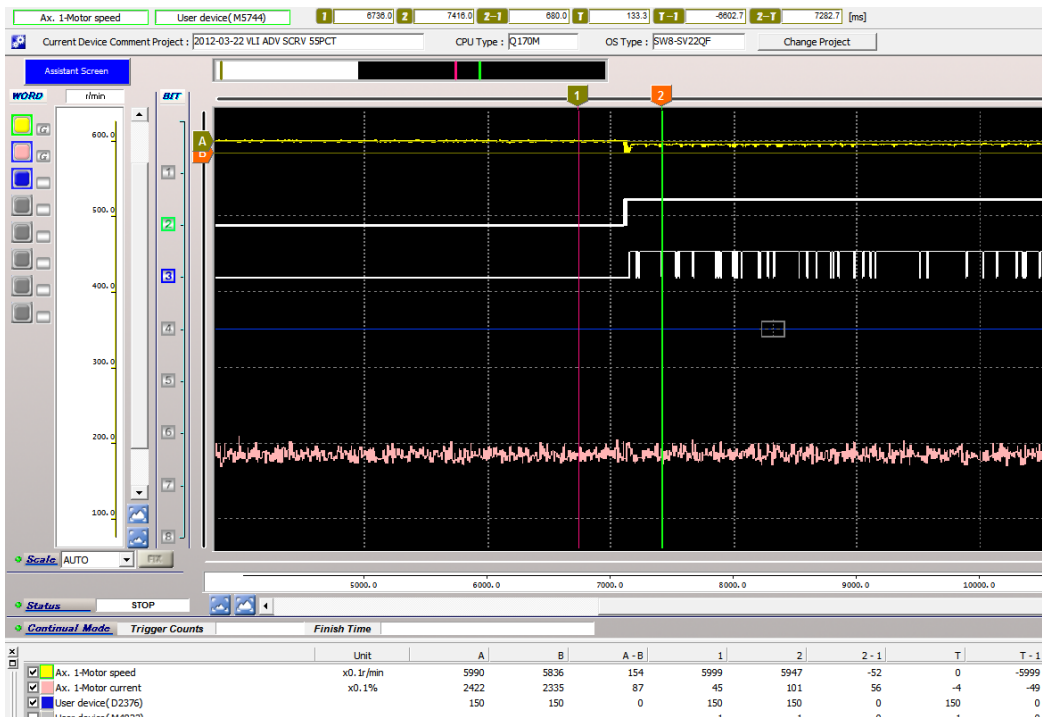 Ax. 1-Motor speed User device( M5744) 1 6736.0 2 7416.0 2-1 680.0 T 133.3 T-1 -6602.7 2-T 7282.7 [ms]
Current Device Comment Project : 2012-03-22 VLI ADV SCRV 55PCT CPU Type : Q170M OS Type : SW8-SV22QF Change Project
Assistant Screen
WORD r/min BIT
1 2
600.0
A
B
G
G
1
500.0
2
3
400.0
4
300.0
5
200.0
6
7
100.0
8
Scale AUTO FIX
5000.0 6000.0 7000.0 8000.0 9000.0 10000.0
Status STOP
Continual Mode Trigger Counts Finish Time
Unit A B A - B 1 2 2 - 1 T T - 1
Ax. 1-Motor speed x0.1r/min 5990 5836 154 5999 5947 -52 0 -5999
Ax. 1-Motor current x0.1% 2422 2335 87 45 101 56 -4 -49
User device( D2376) 150 150 0 150 150 0 150 0